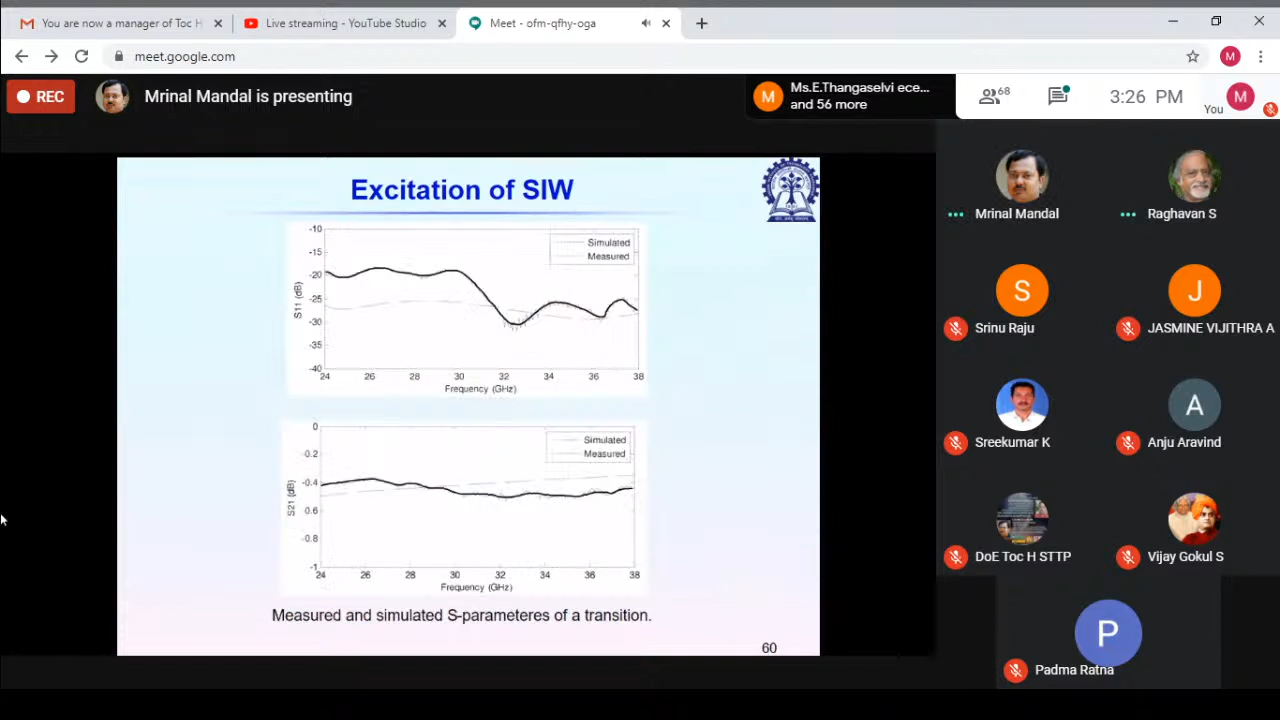 You are now a manager of Toc H
Live streaming - YouTube Studio
Meet - ofm-qfhy-oga
meet.google.com
M
REC
Mrinal Mandal is presenting
M
Ms.E.Thangaselvi ece...
and 56 more
68
3:26 PM
You
M
Excitation of SIW
-10
-15
-20
-25
-30
-35
-40
S11 (dB)
Simulated
Measured
24 26 28 30 32 34 36 38
Frequency (GHz)
0
-0.2
-0.4
0.6
-0.8
-1
S21 (dB)
Simulated
Measured
24 26 28 30 32 34 36 38
Frequency (GHz)
Measured and simulated S-parameteres of a transition.
60
Mrinal Mandal
Raghavan S
S
Srinu Raju
J
JASMINE VIJITHRA A
Sreekumar K
A
Anju Aravind
DoE Toc H STTP
Vijay Gokul S
P
Padma Ratna